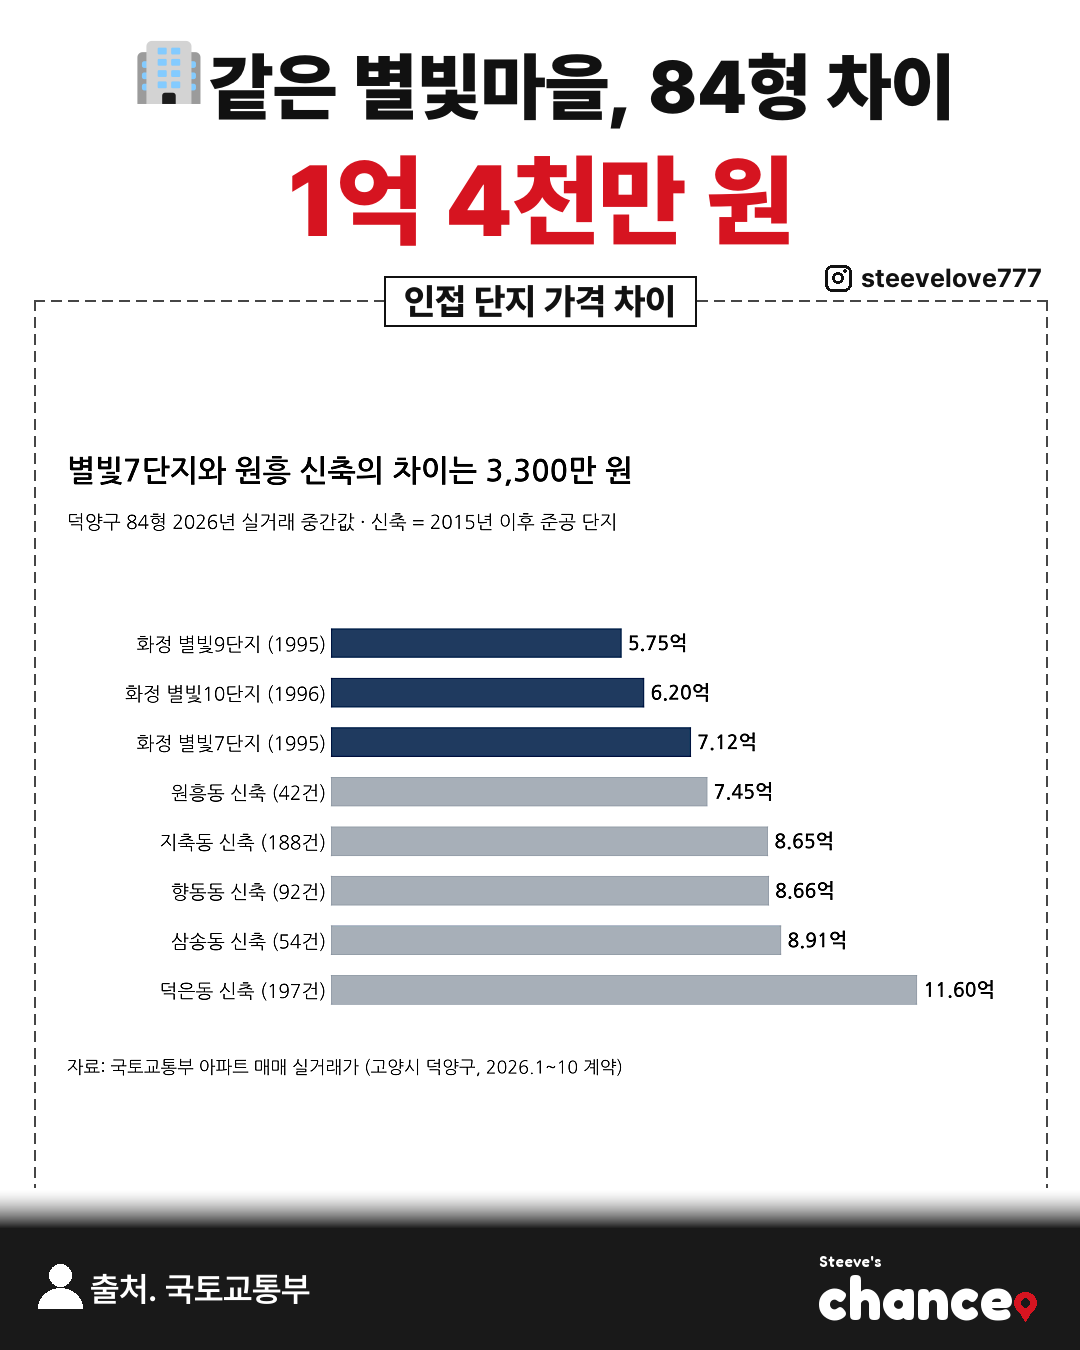 같은 별빛마을, 84형 차이
1억 4천만 원
steevelove777
인접 단지 가격 차이
별빛7단지와 원흥 신축의 차이는 3,300만 원
덕양구 84형 2026년 실거래 중간값 · 신축 = 2015년 이후 준공 단지
화정 별빛9단지 (1995) 5.75억
화정 별빛10단지 (1996) 6.20억
화정 별빛7단지 (1995) 7.12억
원흥동 신축 (42건) 7.45억
지축동 신축 (188건) 8.65억
향동동 신축 (92건) 8.66억
삼송동 신축 (54건) 8.91억
덕은동 신축 (197건) 11.60억
자료: 국토교통부 아파트 매매 실거래가 (고양시 덕양구, 2026.1~10 계약)
출처. 국토교통부
Steeve's
chance